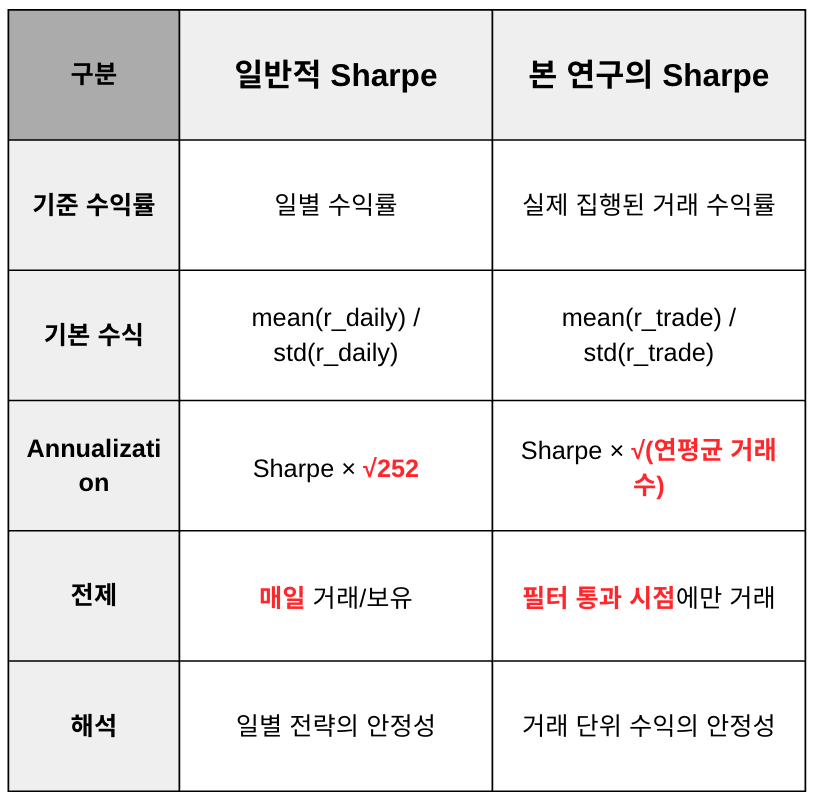 구분
일반적 Sharpe
본 연구의 Sharpe
기준 수익률
일별 수익률
실제 집행된 거래 수익률
기본 수식
mean(r_daily) /
std(r_daily)
mean(r_trade) /
std(r_trade)
Annualizati
on
Sharpe × √252
Sharpe × √(연평균 거래
수)
전제
매일 거래/보유
필터 통과 시점에만 거래
해석
일별 전략의 안정성
거래 단위 수익의 안정성